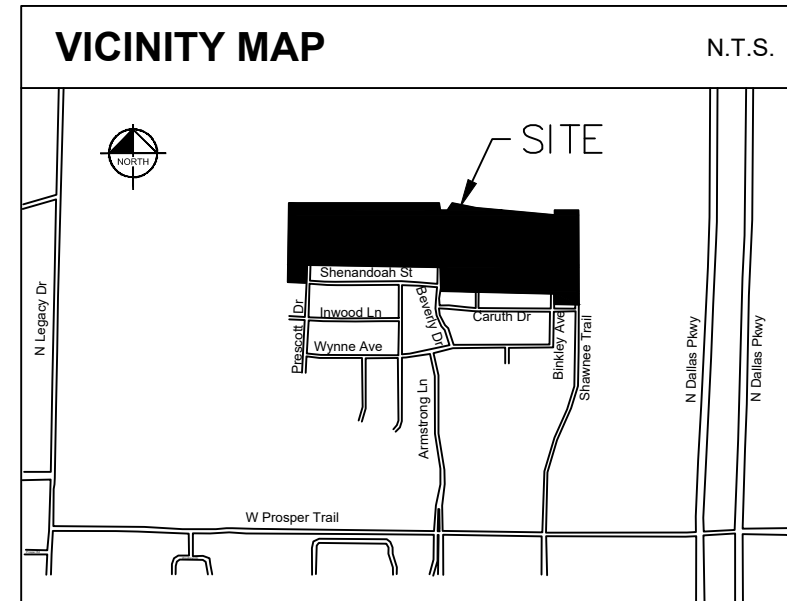 VICINITY MAP
N.T.S.
NORTH
SITE
Shenandoah St
N Legacy Dr
Prescott Dr
Inwood Ln
Beverly Dr
Caruth Dr
Wynne Ave
Binkley Ave
Shawnee Trail
N Dallas Pkwy
N Dallas Pkwy
Armstrong Ln
W Prosper Trail